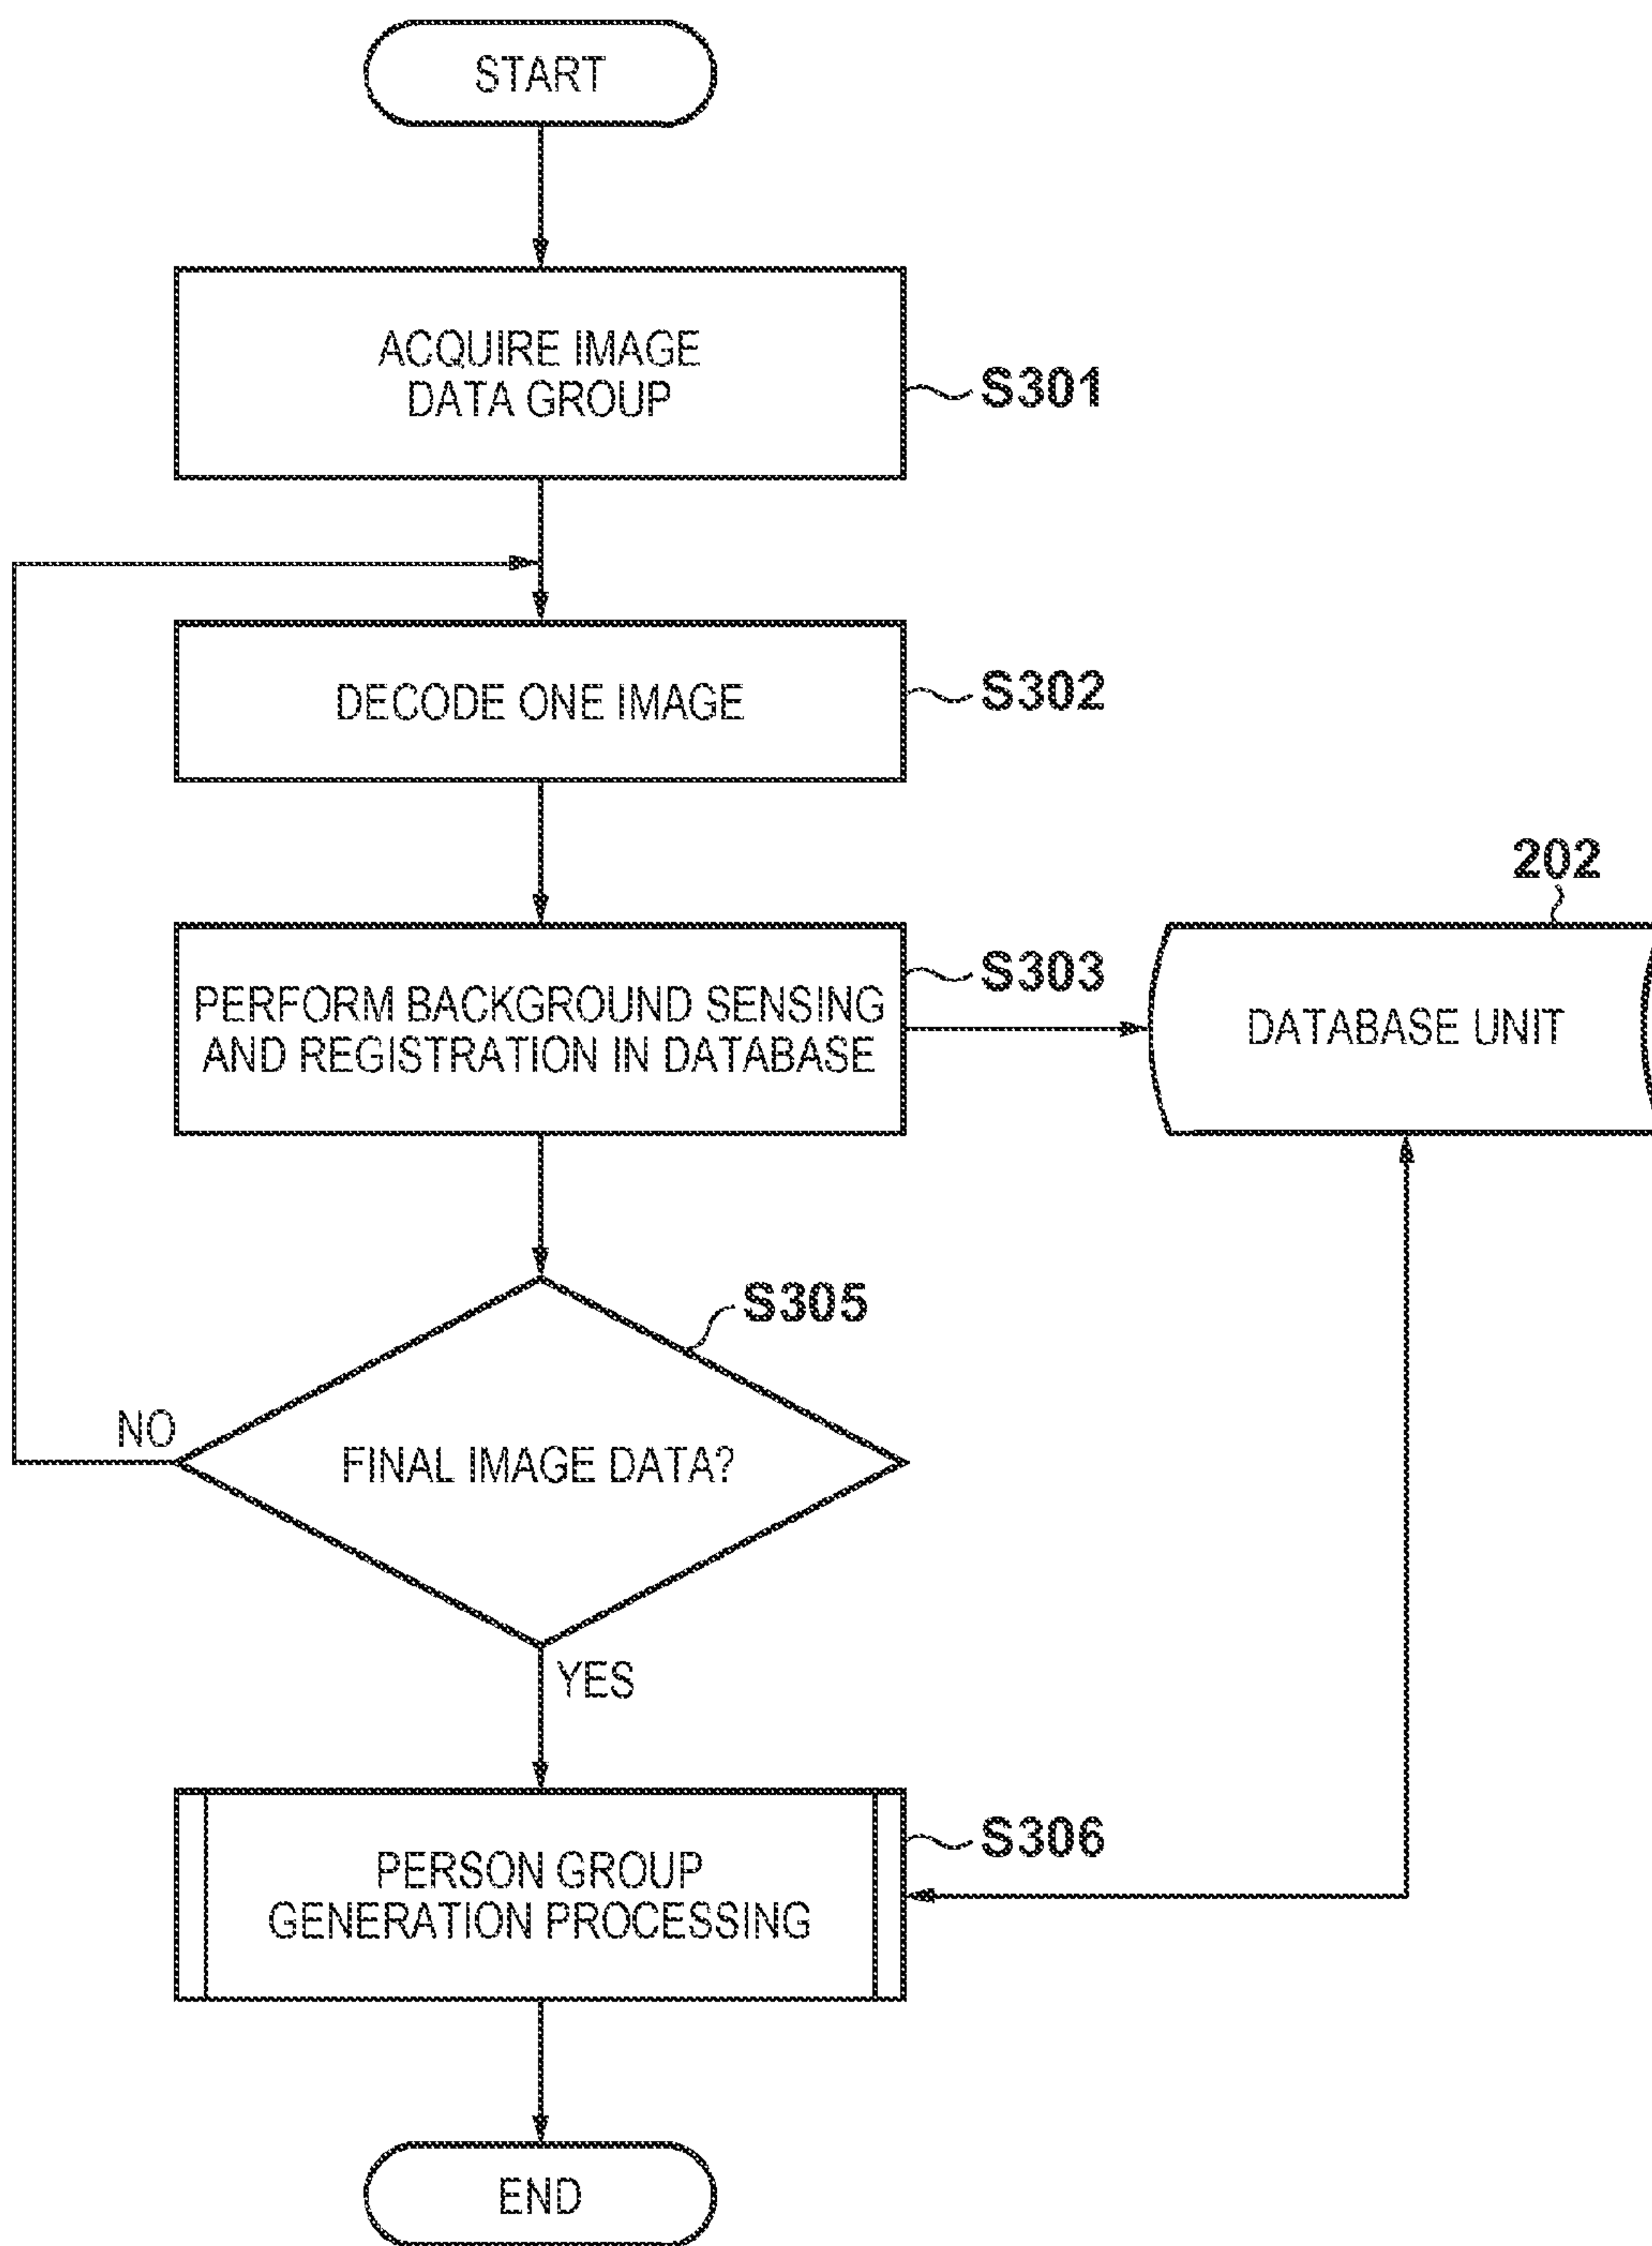 START
ACQUIRE IMAGE
DATA GROUP
S301
DECODE ONE IMAGE
S302
202
PERFORM BACKGROUND SENSING
AND REGISTRATION IN DATABASE
S303
DATABASE UNIT
S305
NO
FINAL IMAGE DATA?
YES
PERSON GROUP
GENERATION PROCESSING
S306
END